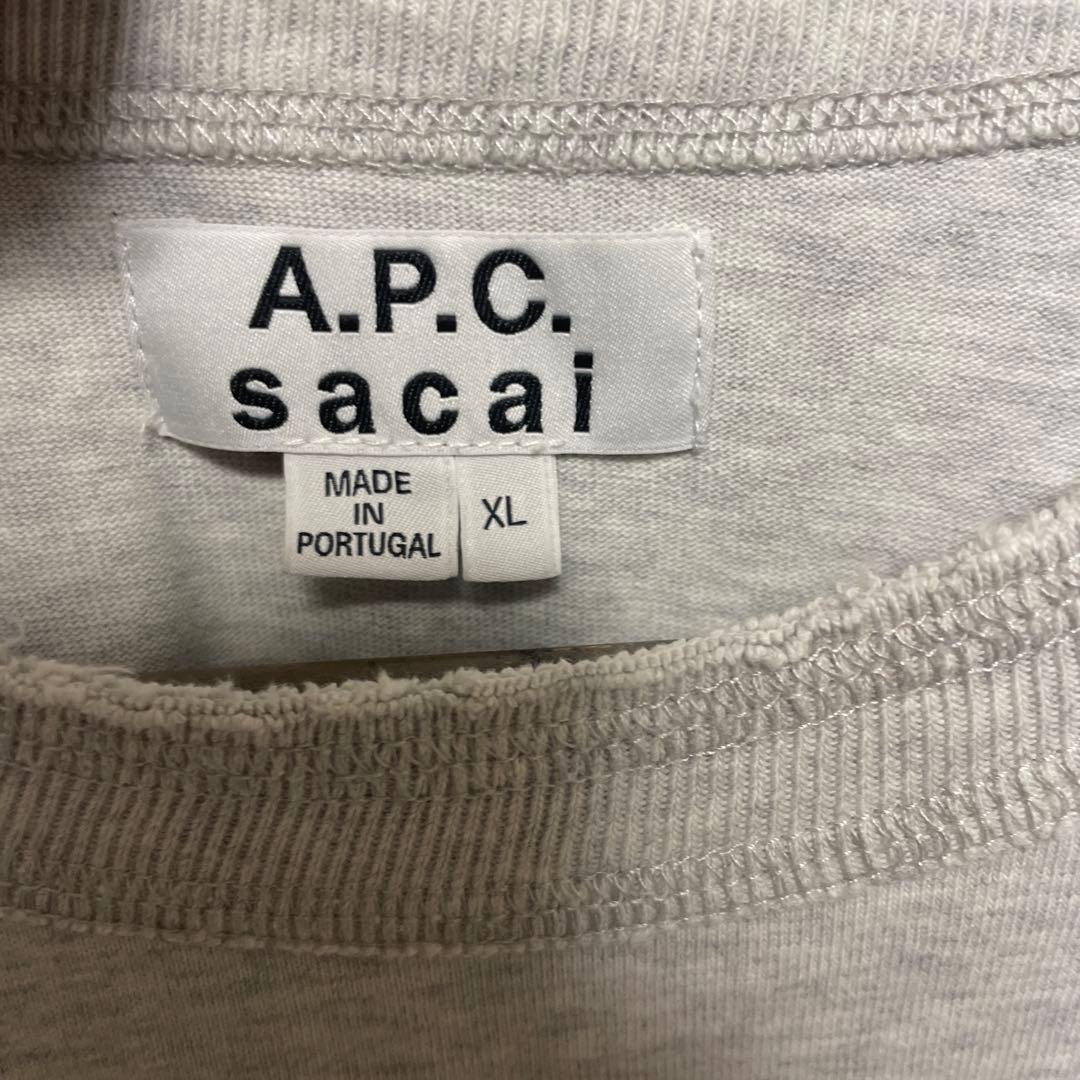 A.P.C.
sacai
MADE
IN
PORTUGAL
XL